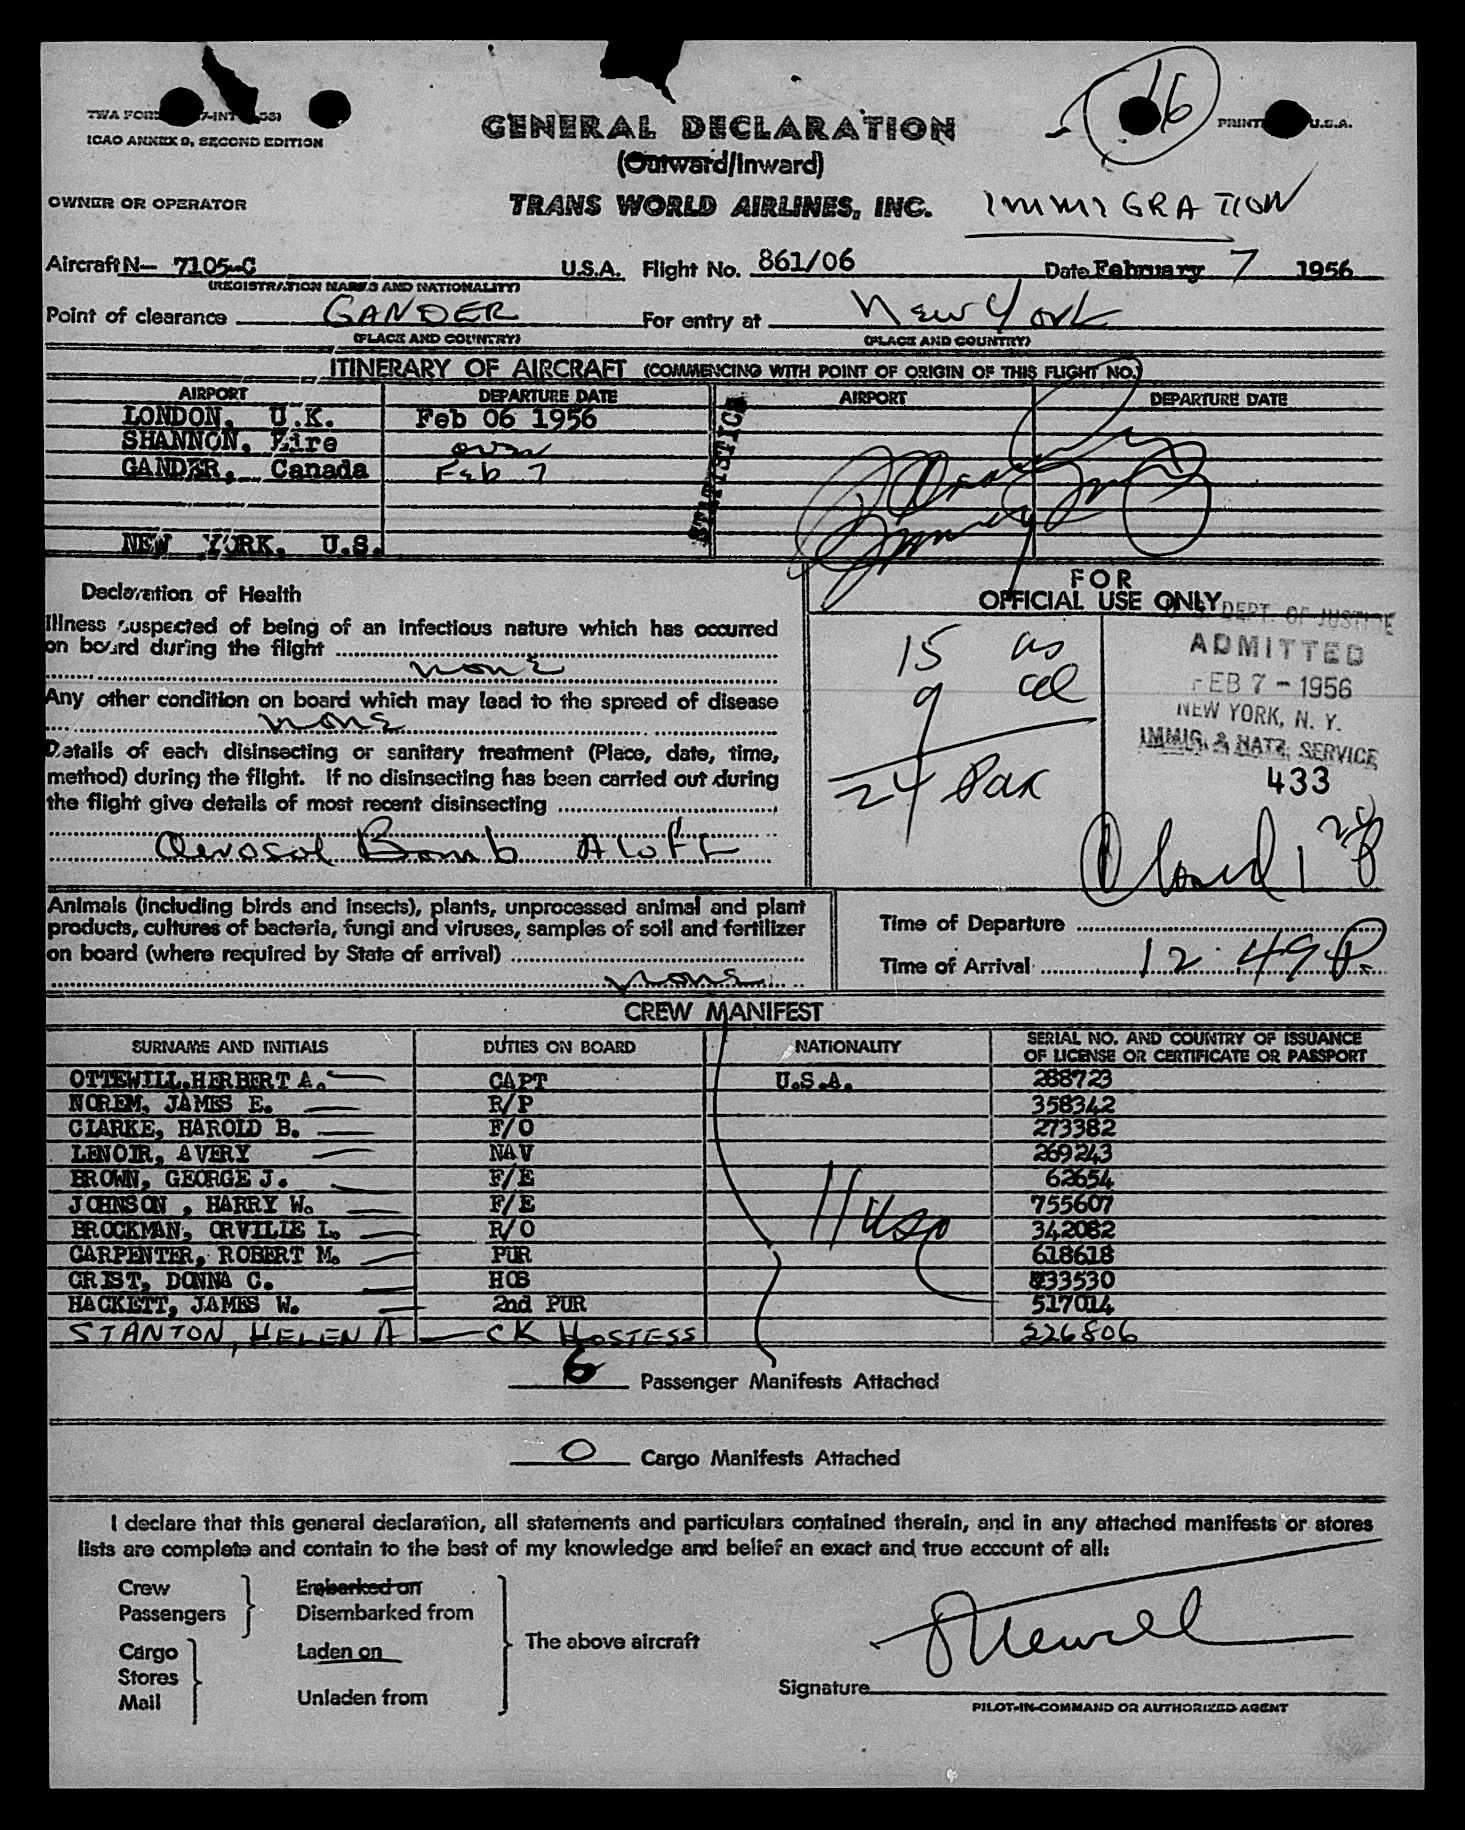 TWA FORM
ICAO ANNEX 9, SECOND EDITION
GENERAL DECLARATION
(Outward/Inward)
16
U.S.A.
OWNER OR OPERATOR
TRANS WORLD AIRLINES, INC.
IMMIGRATION
Aircraft N- 7105-C U.S.A. Flight No. 861/06 Date February 7 1956
(REGISTRATION MARKS AND NATIONALITY)
Point of clearance GANDER For entry at New York
(PLACE AND COUNTRY) (PLACE AND COUNTRY)
ITINERARY OF AIRCRAFT (COMMENCING WITH POINT OF ORIGIN OF THIS FLIGHT NO.)
AIRPORT DEPARTURE DATE AIRPORT DEPARTURE DATE
LONDON, U.K. Feb 06 1956
SHANNON, Eire over
GANDER, Canada Feb 7
STATISTICS
NEW YORK, U.S.
Declaration of Health
Illness suspected of being of an infectious nature which has occurred
on board during the flight
none
Any other condition on board which may lead to the spread of disease
none
Details of each disinsecting or sanitary treatment (Place, date, time,
method) during the flight. If no disinsecting has been carried out during
the flight give details of most recent disinsecting
Aerosol Bomb Aloft
FOR
OFFICIAL USE ONLY
15 us
9 al
24 Pax
U.S. DEPT. OF JUSTICE
ADMITTED
FEB 7 - 1956
NEW YORK, N. Y.
IMMIG. & NATZ. SERVICE
433
Animals (including birds and insects), plants, unprocessed animal and plant
products, cultures of bacteria, fungi and viruses, samples of soil and fertilizer
on board (where required by State of arrival)
none
Time of Departure
Time of Arrival 12:49 P.
CREW MANIFEST
SURNAME AND INITIALS DUTIES ON BOARD NATIONALITY SERIAL NO. AND COUNTRY OF ISSUANCE OF LICENSE OR CERTIFICATE OR PASSPORT
OTTEWILL, HERBERT A. CAPT U.S.A. 288723
NOREM, JAMES E. R/P 358342
CLARKE, HAROLD B. F/O 273382
LENOIR, AVERY NAV 269243
BROWN, GEORGE J. F/E 62654
JOHNSON , HARRY W. F/E 755607
BROCKMAN, ORVILLE L. R/O 342082
CARPENTER, ROBERT M. PUR 618618
CRIST, DONNA C. HOS 833530
HACKETT, JAMES W. 2nd PUR 517014
STANTON, HELEN A CK HOSTESS 226806
11 USA
6 Passenger Manifests Attached
0 Cargo Manifests Attached
I declare that this general declaration, all statements and particulars contained therein, and in any attached manifests or stores
lists are complete and contain to the best of my knowledge and belief an exact and true account of all:
Crew Embarked on
Passengers Disembarked from
The above aircraft
Cargo Laden on
Stores
Mail Unladen from
Signature Ottewill
PILOT-IN-COMMAND OR AUTHORIZED AGENT